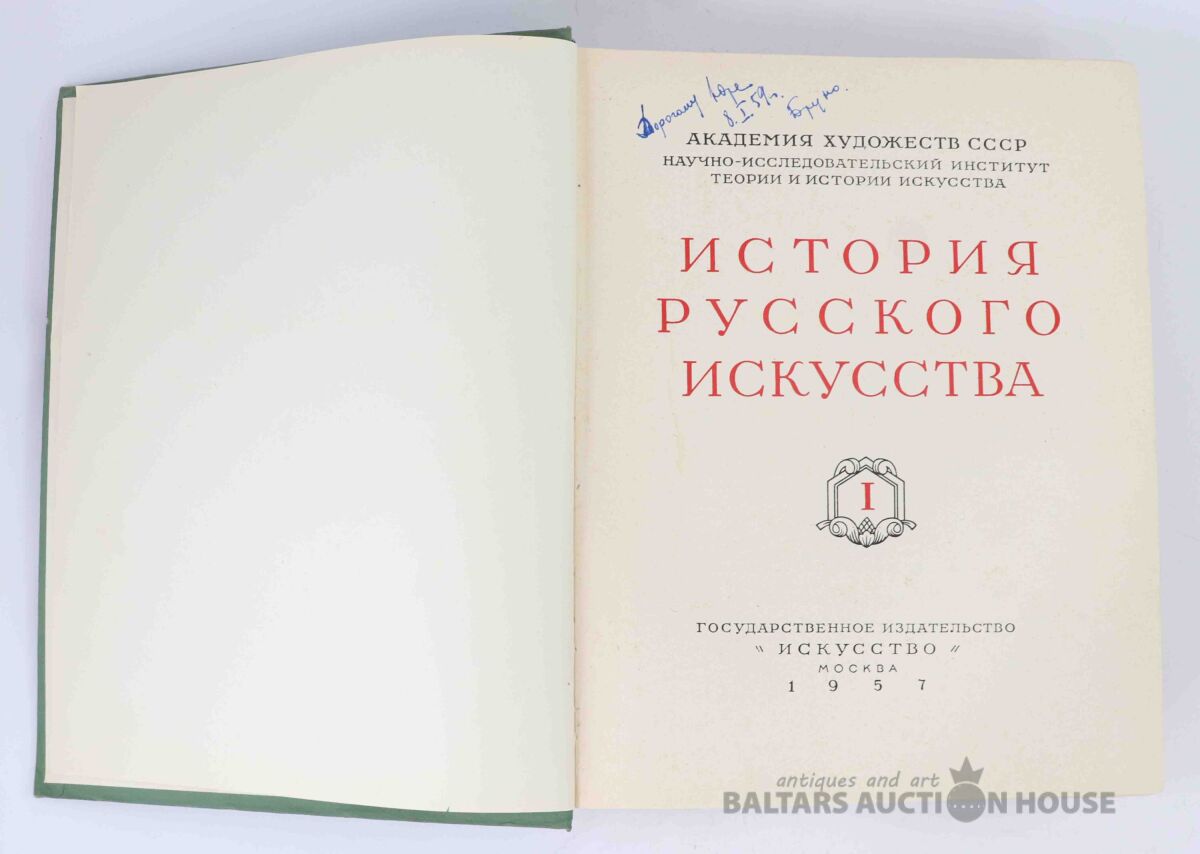 Дорогому Юре
8.I.59г.
Бруно.
АКАДЕМИЯ ХУДОЖЕСТВ СССР
НАУЧНО-ИССЛЕДОВАТЕЛЬСКИЙ ИНСТИТУТ
ТЕОРИИ И ИСТОРИИ ИСКУССТВА
ИСТОРИЯ
РУССКОГО
ИСКУССТВА
I
ГОСУДАРСТВЕННОЕ ИЗДАТЕЛЬСТВО
"ИСКУССТВО"
МОСКВА
1957
antiques and art
BALTARS AUCTION HOUSE